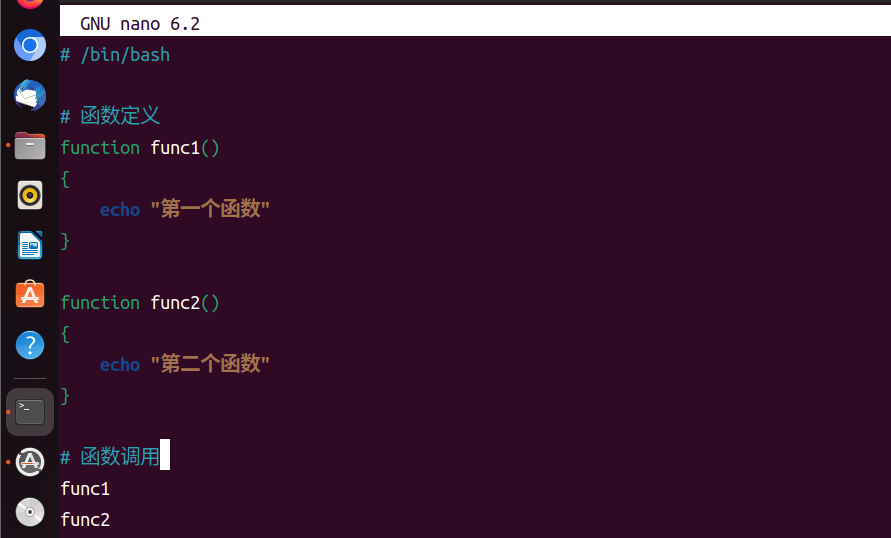 GNU nano 6.2
# /bin/bash
# 函数定义
function func1()
{
echo "第一个函数"
}
function func2()
{
echo "第二个函数"
}
# 函数调用
func1
func2